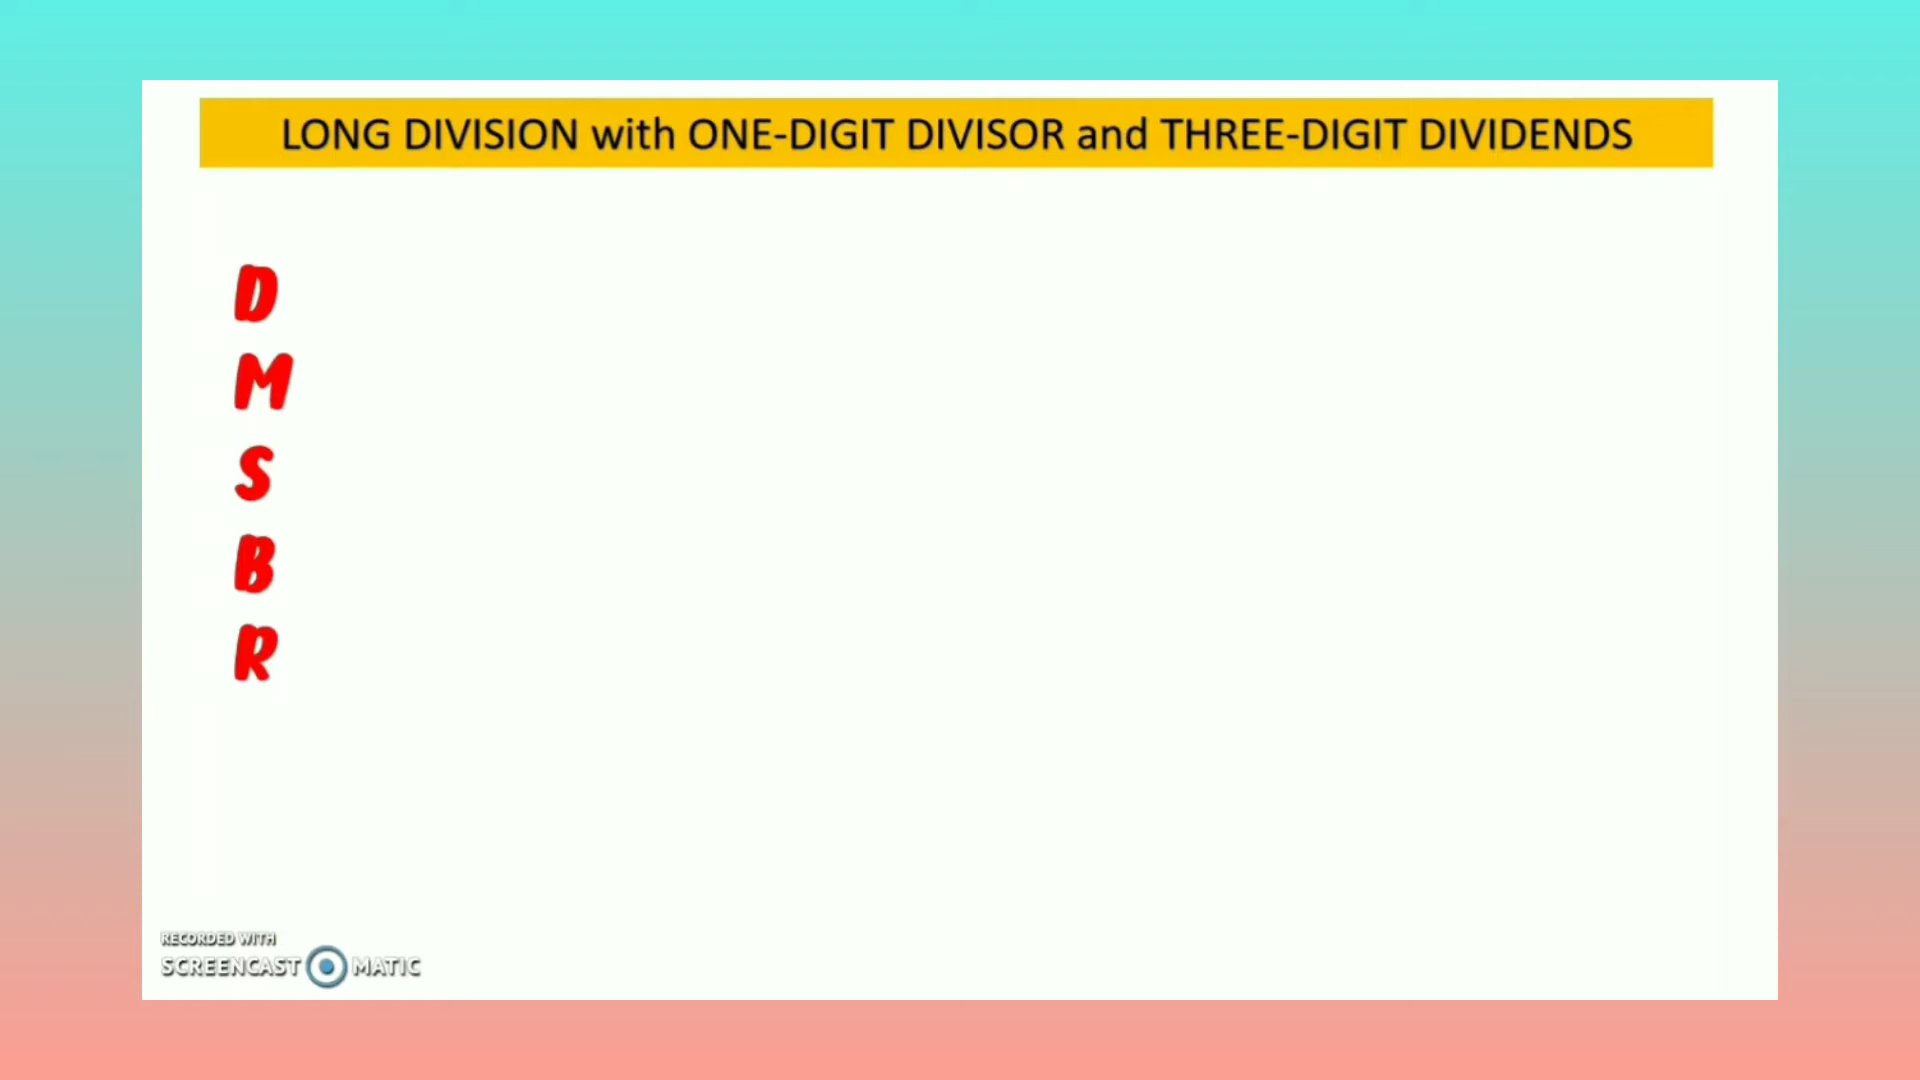 LONG DIVISION with ONE-DIGIT DIVISOR and THREE-DIGIT DIVIDENDS
D
M
S
B
R
RECORDED WITH
SCREENCAST MATIC